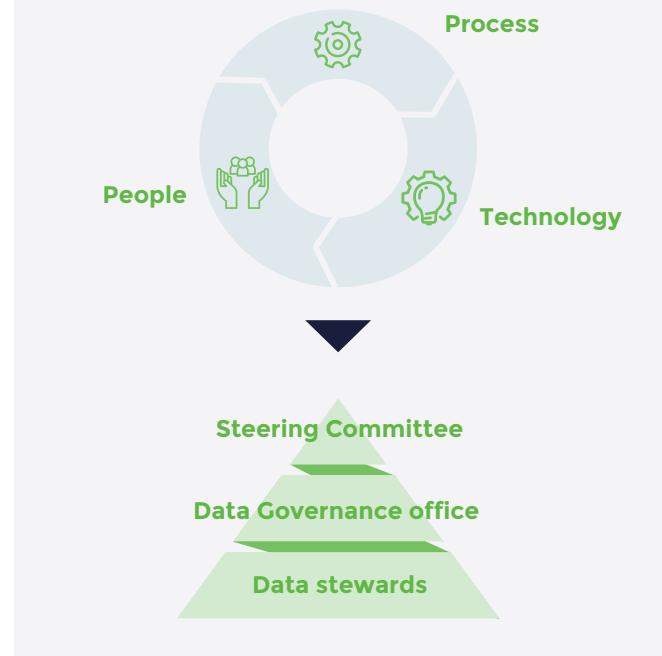 Process
People
Technology
Steering Committee
Data Governance office
Data stewards